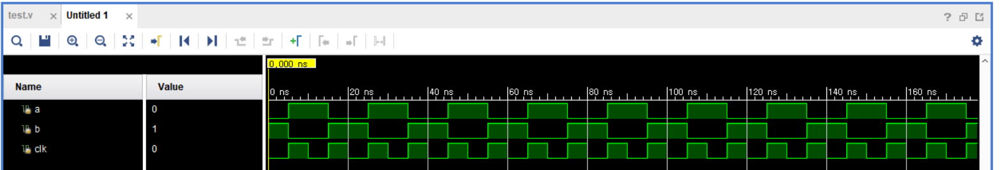 test.v × Untitled 1 ×
?
0,000 ns
Name Value
0 ns 20 ns 40 ns 60 ns 80 ns 100 ns 120 ns 140 ns 160 ns
a 0
b 1
clk 0